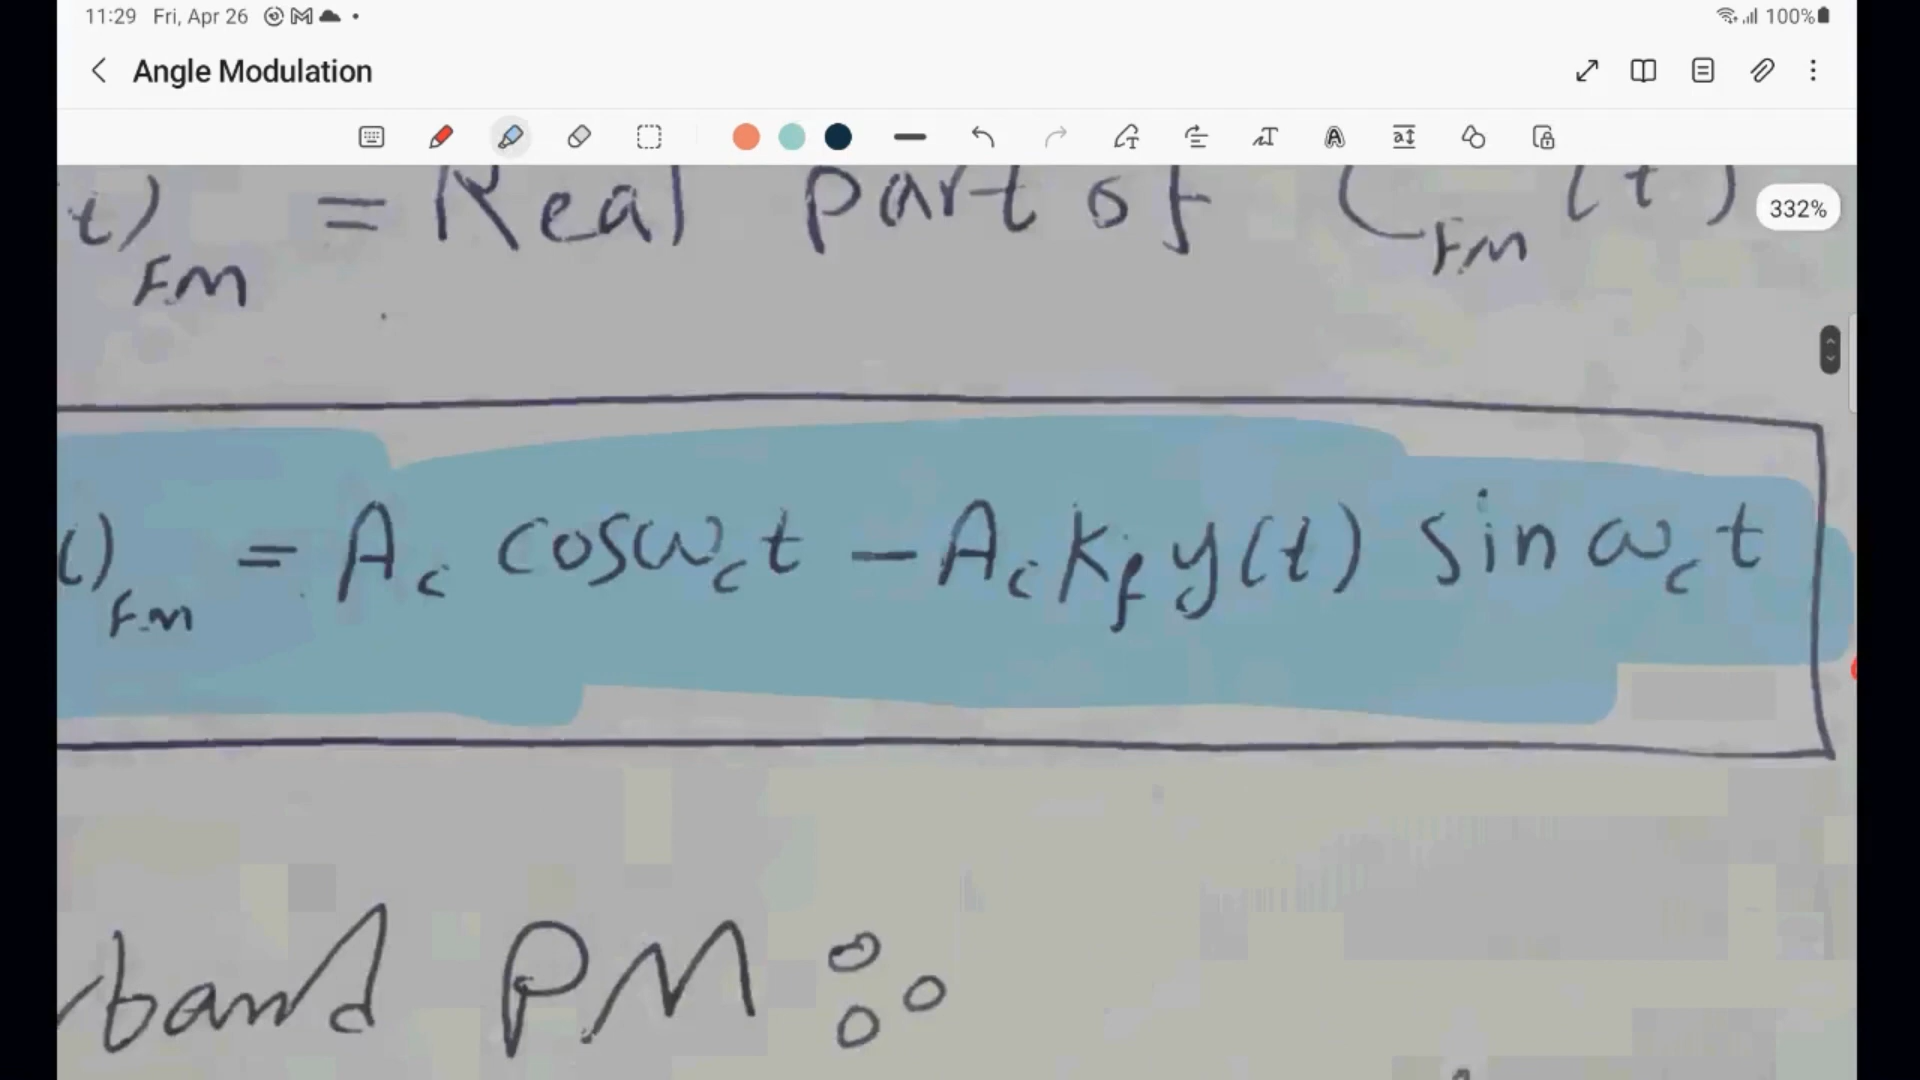 11:29 Fri, Apr 26
100%
Angle Modulation
t)FM = Real part of CFM (t)
332%
t)FM = Ac cosωct – Ac kf y(t) sin ωct
band PM